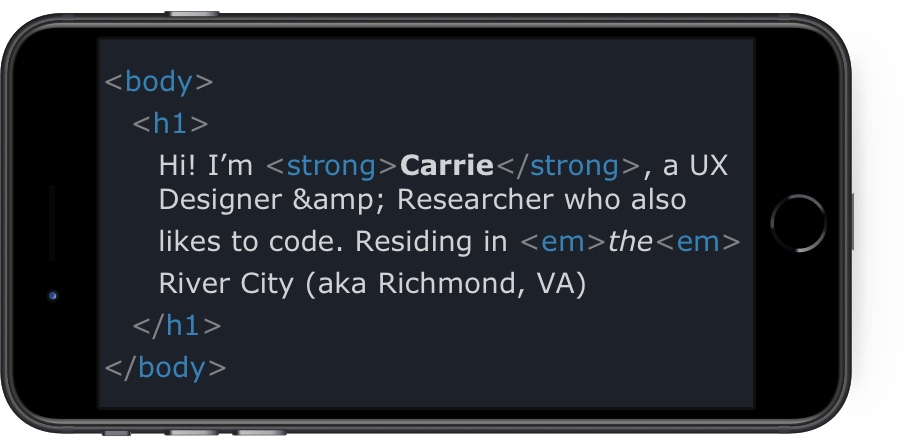 <body>
<h1>
Hi! I’m <strong>Carrie</strong>, a UX
Designer &amp; Researcher who also
likes to code. Residing in <em>the<em>
River City (aka Richmond, VA)
</h1>
</body>